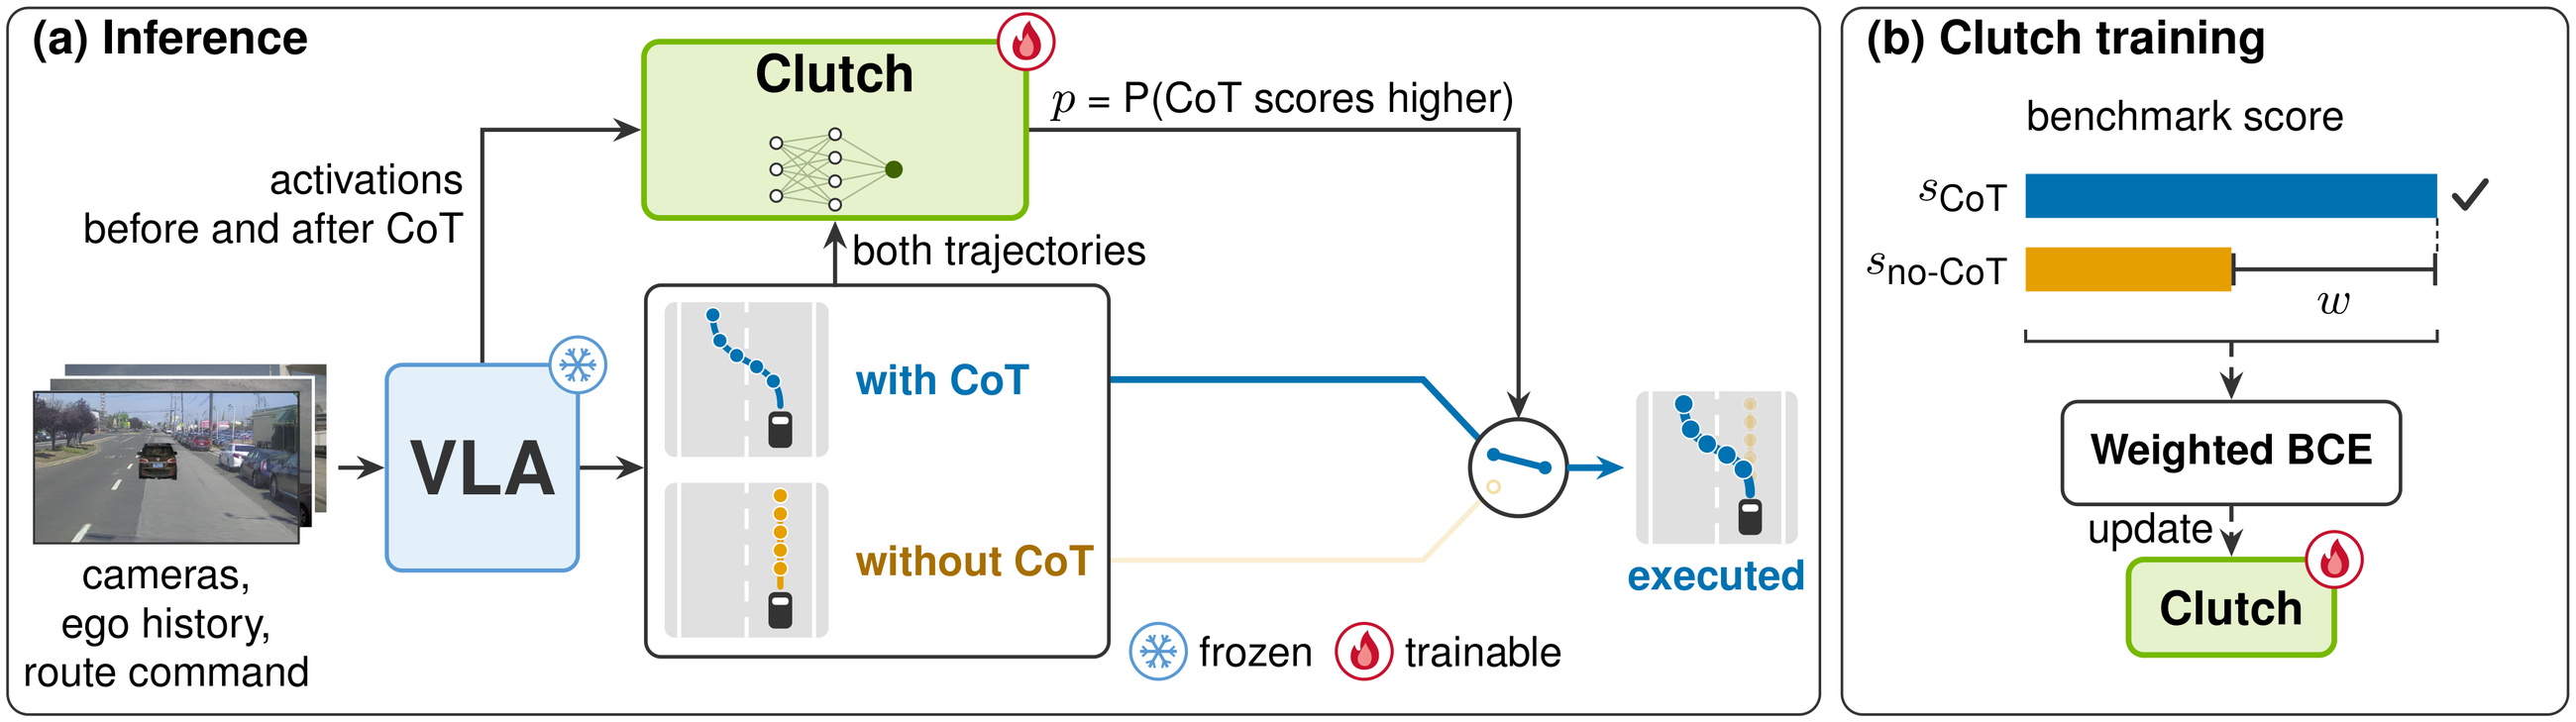 (a) Inference
Clutch
p = P(CoT scores higher)
activations
before and after CoT
both trajectories
VLA
with CoT
without CoT
executed
cameras,
ego history,
route command
frozen
trainable
(b) Clutch training
benchmark score
sCoT
sno-CoT
w
Weighted BCE
update
Clutch